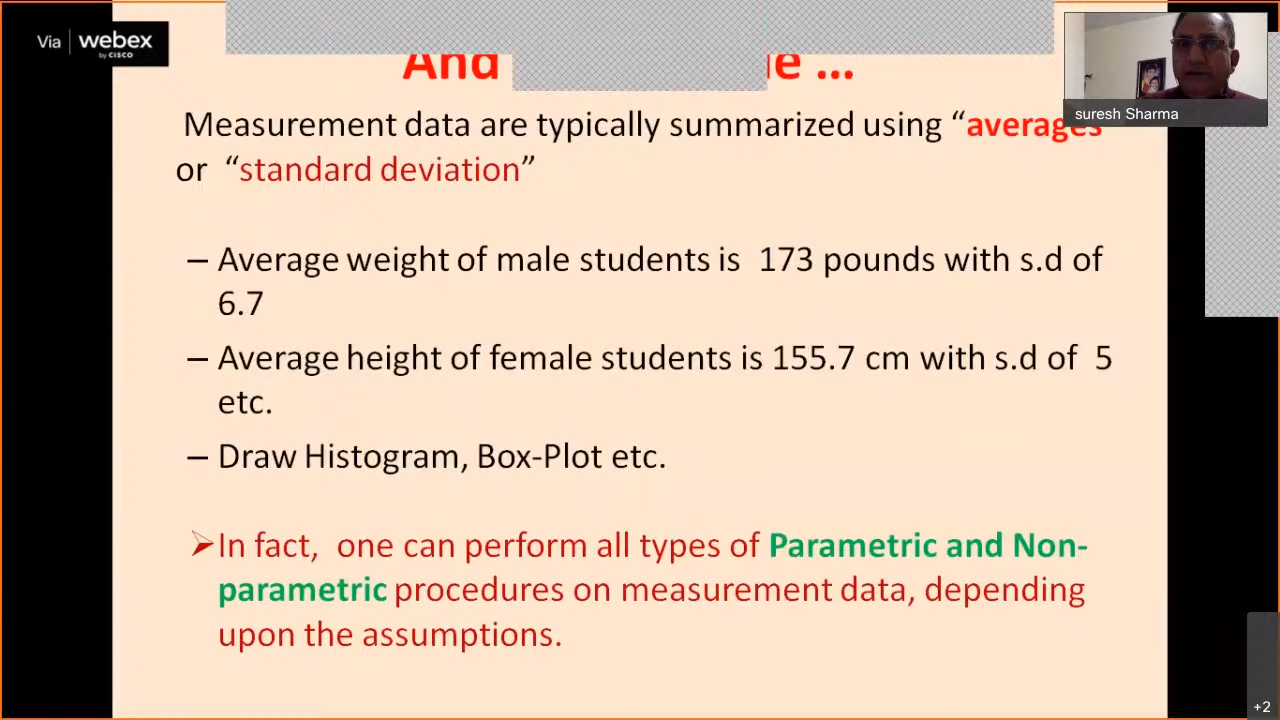 Via webex
by CISCO
And ...
suresh Sharma
Measurement data are typically summarized using “averages
or “standard deviation”
– Average weight of male students is 173 pounds with s.d of
6.7
– Average height of female students is 155.7 cm with s.d of 5
etc.
– Draw Histogram, Box-Plot etc.
➢In fact, one can perform all types of Parametric and Non-
parametric procedures on measurement data, depending
upon the assumptions.
+2